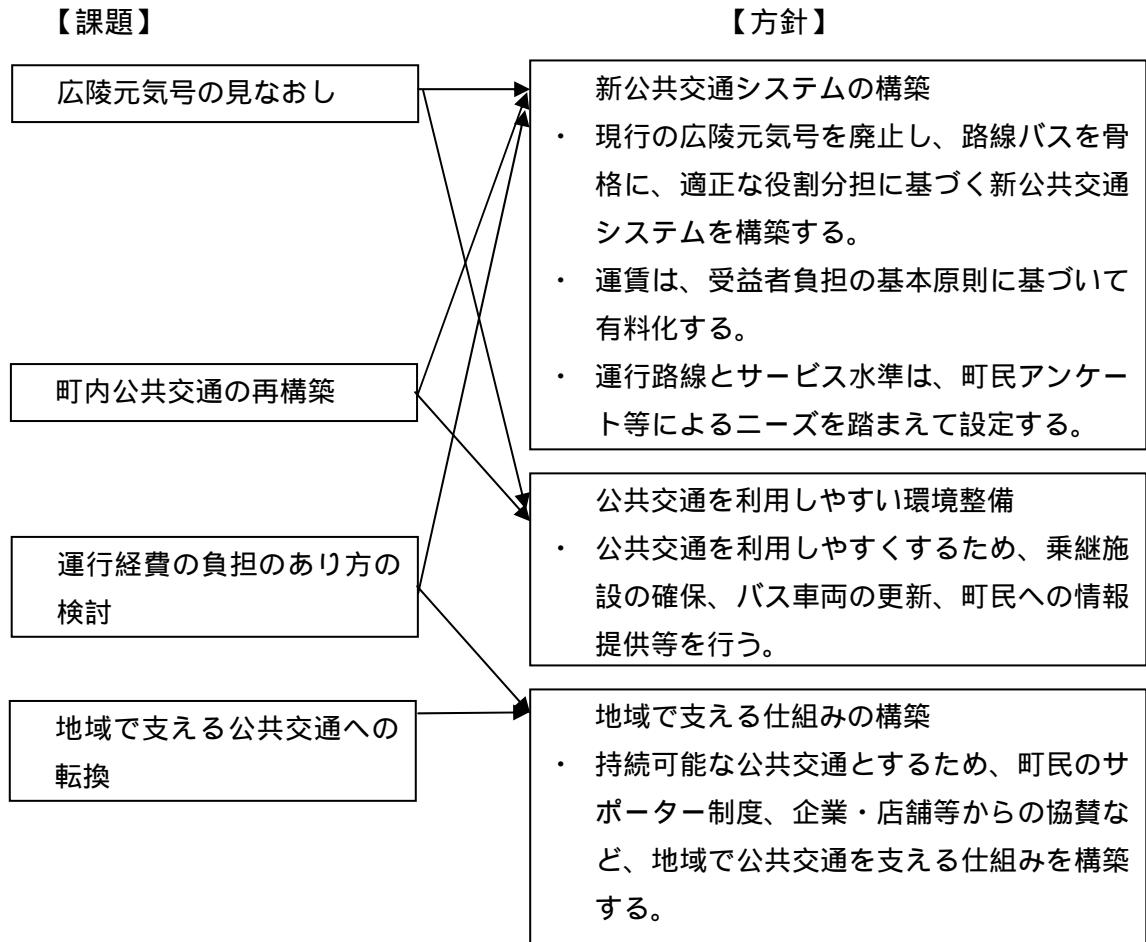 【課題】
【方針】
広陵元気号の見なおし
町内公共交通の再構築
運行経費の負担のあり方の
検討
地域で支える公共交通への
転換
新公共交通システムの構築
・ 現行の広陵元気号を廃止し、路線バスを骨
格に、適正な役割分担に基づく新公共交通
システムを構築する。
・ 運賃は、受益者負担の基本原則に基づいて
有料化する。
・ 運行路線とサービス水準は、町民アンケー
ト等によるニーズを踏まえて設定する。
公共交通を利用しやすい環境整備
・ 公共交通を利用しやすくするため、乗継施
設の確保、バス車両の更新、町民への情報
提供等を行う。
地域で支える仕組みの構築
・ 持続可能な公共交通とするため、町民のサ
ポーター制度、企業・店舗等からの協賛な
ど、地域で公共交通を支える仕組みを構築
する。